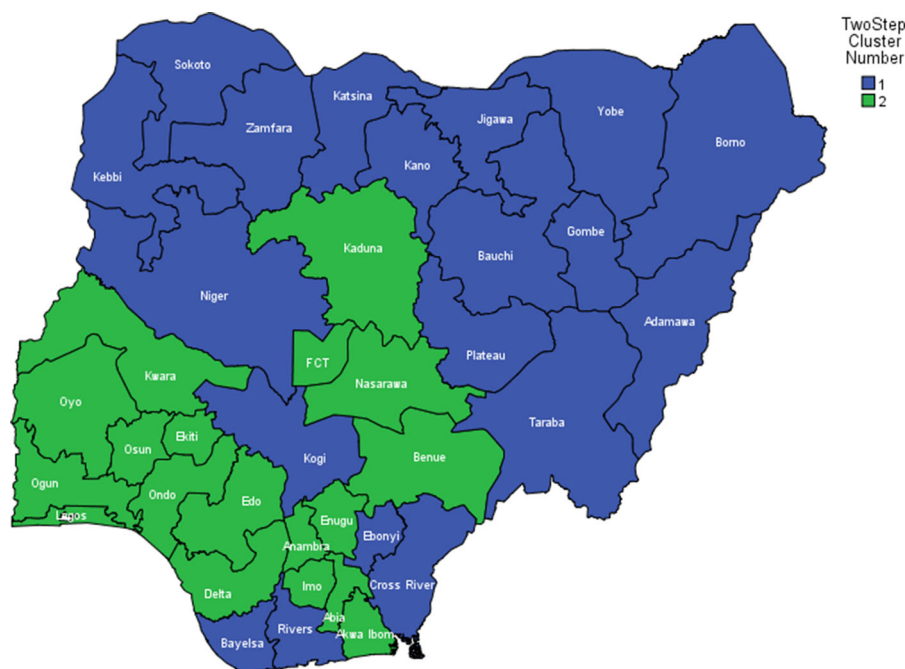 TwoStep
Cluster
Number
1
2
Sokoto
Katsina
Yobe
Jigawa
Zamfara
Borno
Kano
Kebbi
Gombe
Kaduna
Bauchi
Niger
Adamawa
Plateau
FCT
Nasarawa
Kwara
Oyo
Taraba
Ekiti
Osun
Benue
Kogi
Ogun
Ondo
Edo
Lagos
Enugu
Ebonyi
Anambra
Cross River
Imo
Delta
Abia
Rivers
Akwa Ibom
Bayelsa